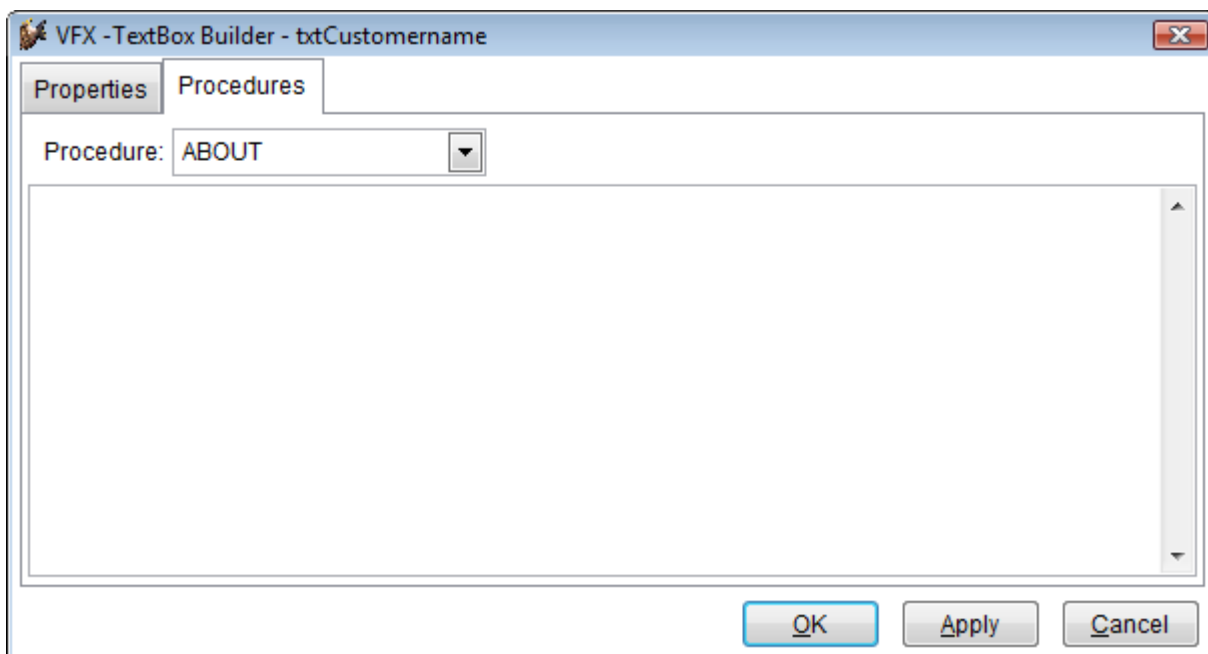 VFX -TextBox Builder - txtCustomername
Properties Procedures
Procedure: ABOUT
OK Apply Cancel